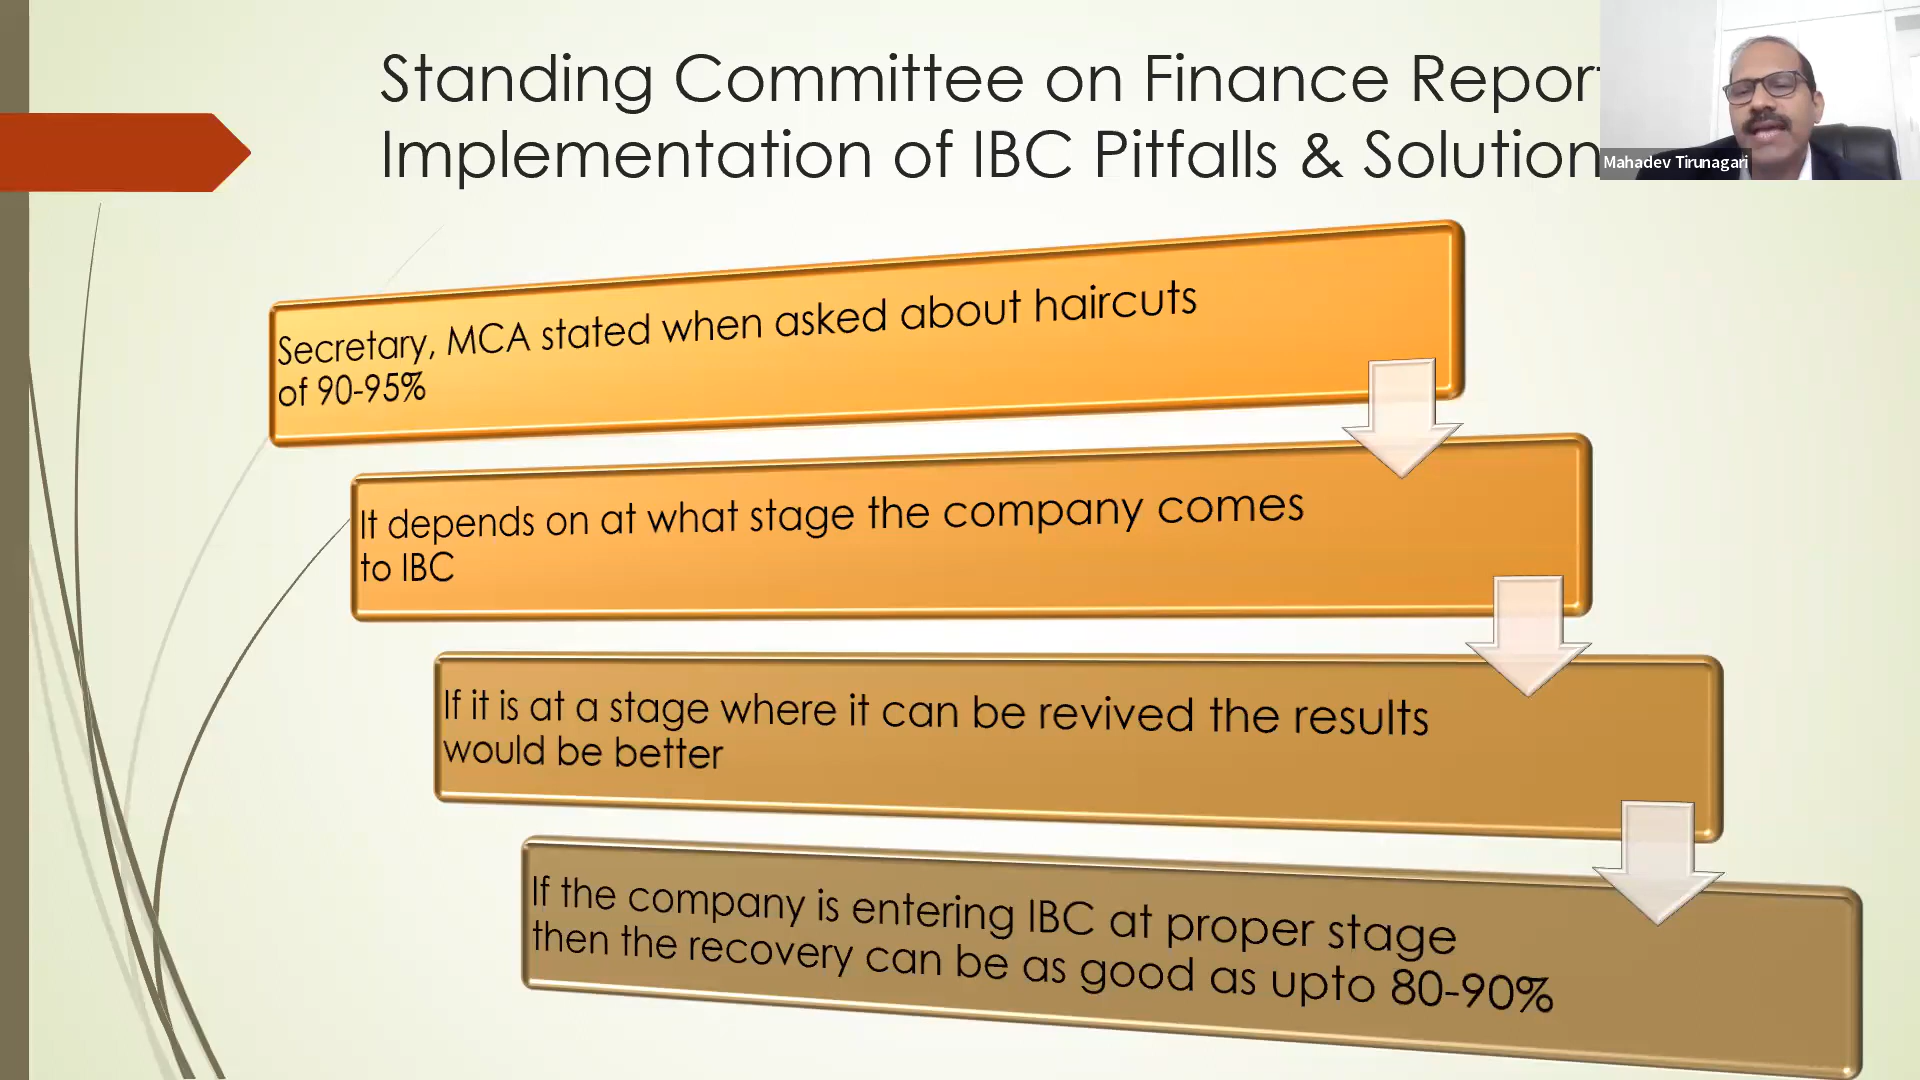 Standing Committee on Finance Report
Implementation of IBC Pitfalls & Solution
Mahadev Tirunagari
Secretary, MCA stated when asked about haircuts
of 90-95%
It depends on at what stage the company comes
to IBC
If it is at a stage where it can be revived the results
would be better
If the company is entering IBC at proper stage
then the recovery can be as good as upto 80-90%